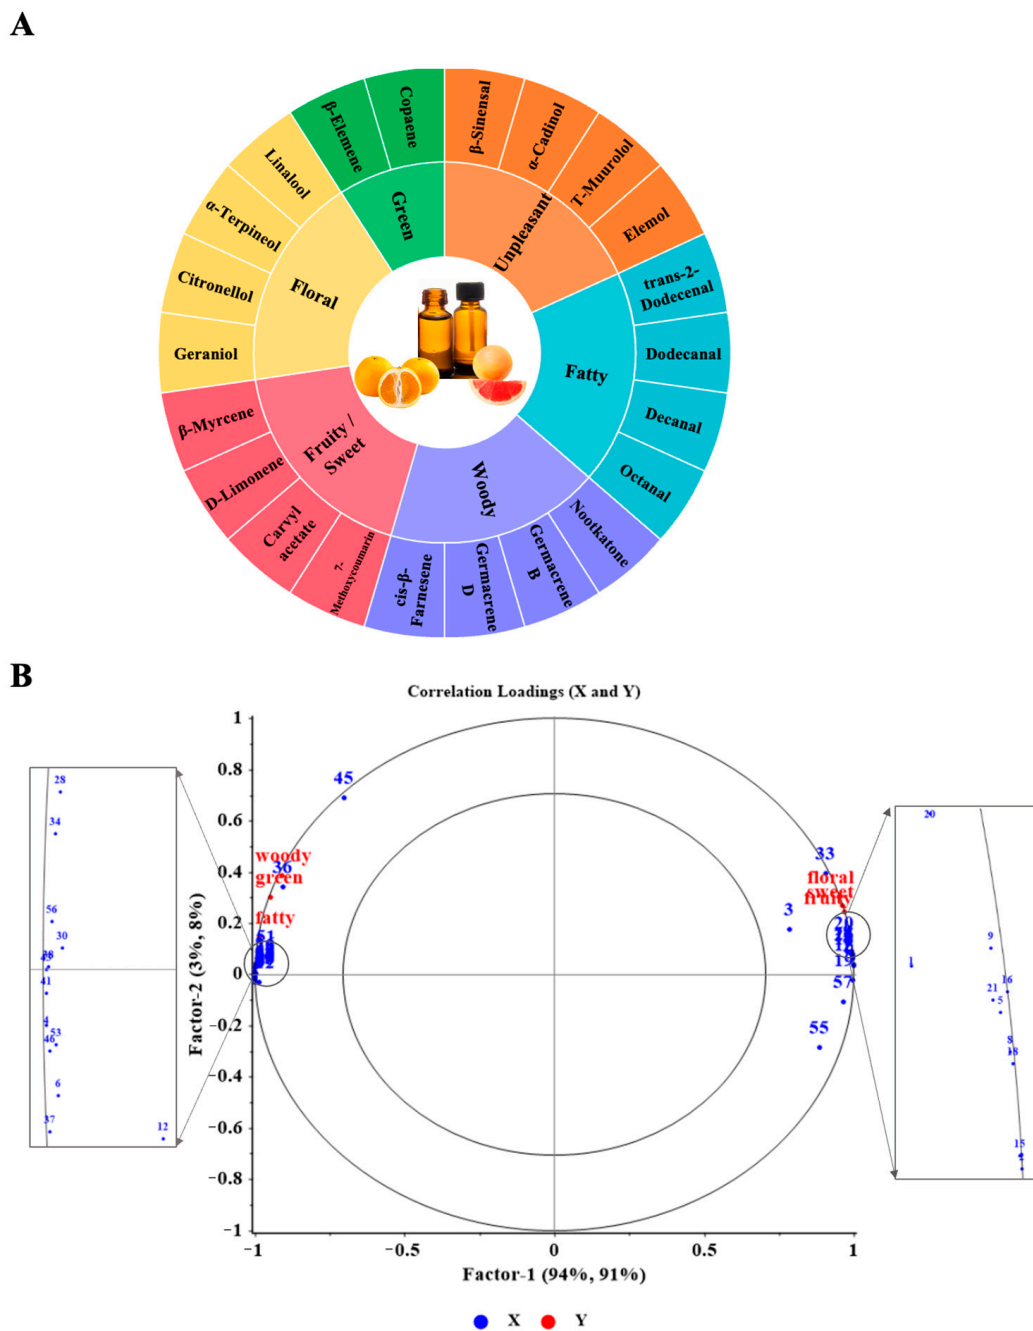 A
β-Elemene
Copaene
β-Sinensal
α-Cadinol
T-Muurolol
Elemol
trans-2-
Dodecenal
Dodecanal
Decanal
Octanal
Nootkatone
Germacrene
B
Germacrene
D
cis-β-
Farnesene
7-
Methoxycoumarin
Carvyl
acetate
D-Limonene
β-Myrcene
Geraniol
Citronellol
α-Terpineol
Linalool
Green
Unpleasant
Fatty
Woody
Fruity /
Sweet
Floral
B
Correlation Loadings (X and Y)
Factor-2 (3%, 8%)
1
0.8
0.6
0.4
0.2
0
−0.2
−0.4
−0.6
−0.8
−1
45
woody
36
green
fatty
51
33
floral
sweet
fruity
3
20
19
57
55
28
34
56
30
41
4
53
46
6
37
12
20
9
1
16
21
5
8
18
15
−1
−0.5
0
0.5
1
Factor-1 (94%, 91%)
X
Y